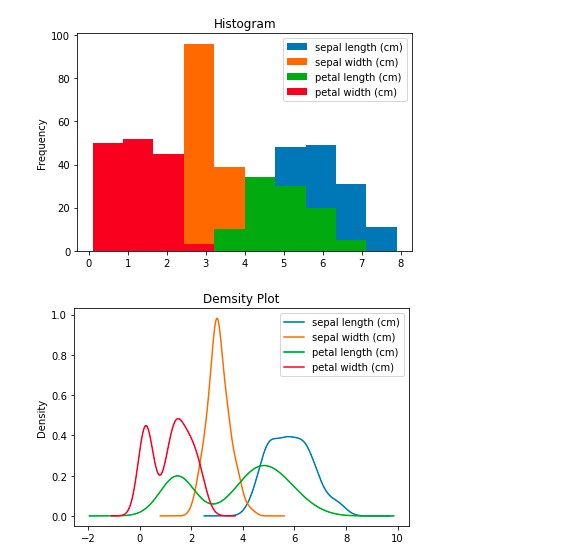 Histogram
100
80
60
40
20
0
Frequency
sepal length (cm)
sepal width (cm)
petal length (cm)
petal width (cm)
0 1 2 3 4 5 6 7 8
Demsity Plot
1.0
0.8
0.6
0.4
0.2
0.0
Density
sepal length (cm)
sepal width (cm)
petal length (cm)
petal width (cm)
−2 0 2 4 6 8 10